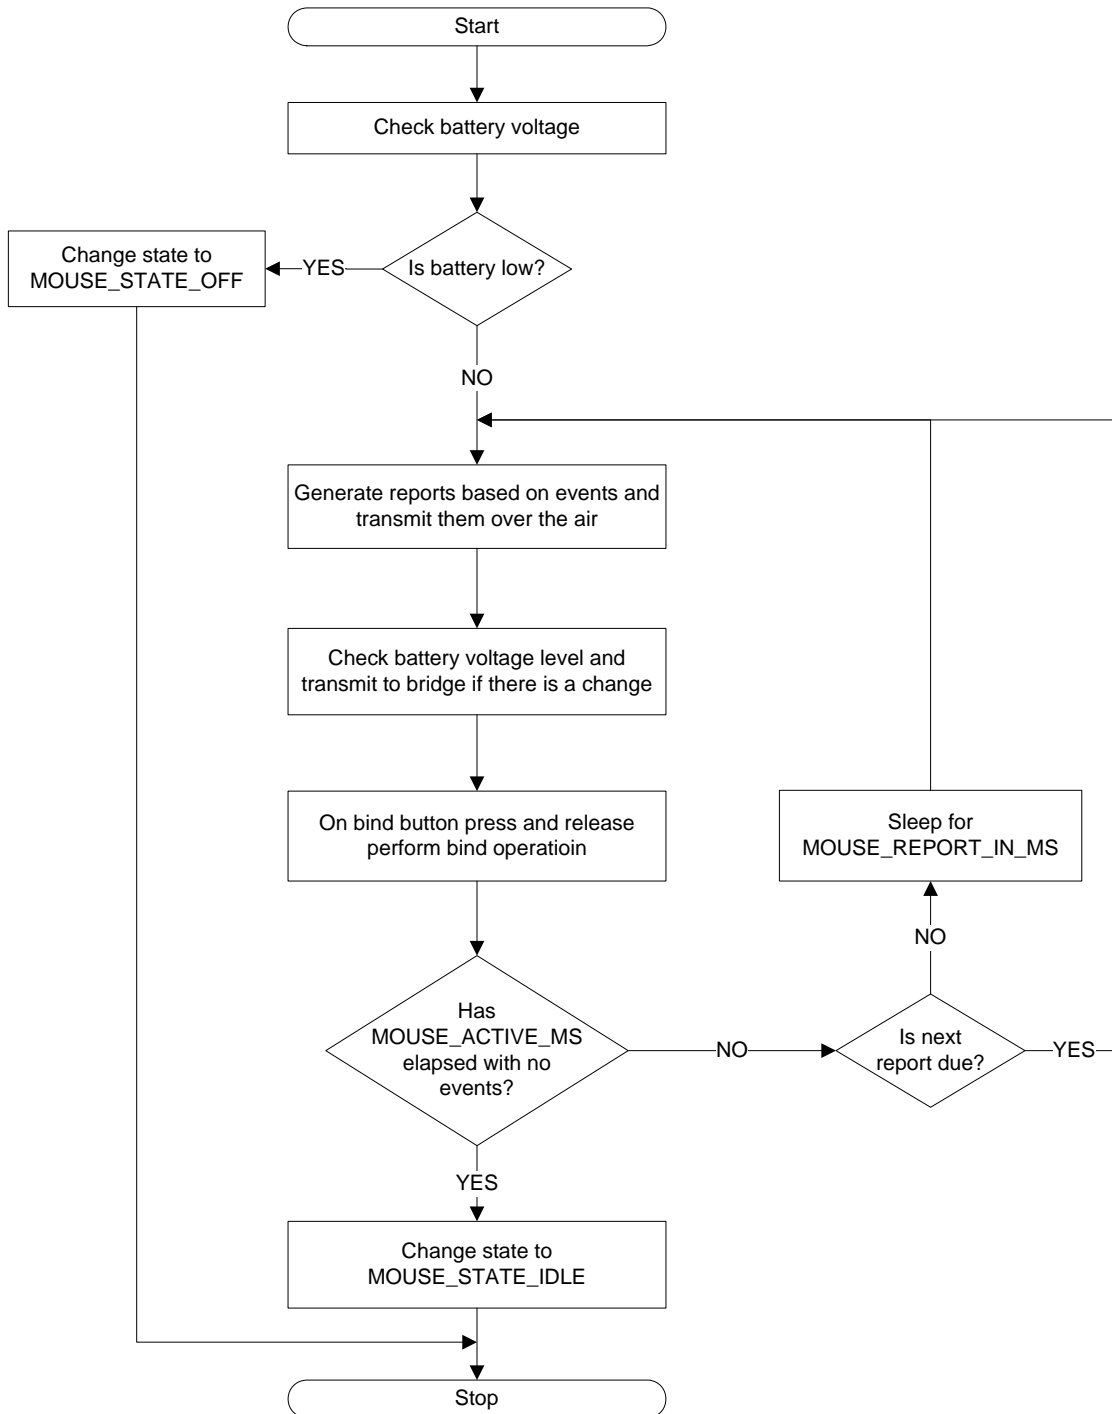 Start
Check battery voltage
Change state to
MOUSE_STATE_OFF
YES
Is battery low?
NO
Generate reports based on events and
transmit them over the air
Check battery voltage level and
transmit to bridge if there is a change
On bind button press and release
perform bind operatioin
Sleep for
MOUSE_REPORT_IN_MS
NO
Has
MOUSE_ACTIVE_MS
elapsed with no
events?
NO
Is next
report due?
YES
YES
Change state to
MOUSE_STATE_IDLE
Stop